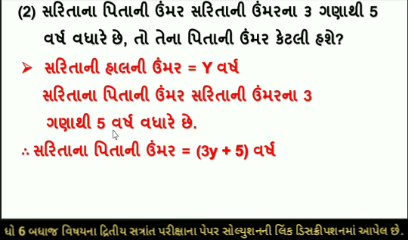 (2) સરિતાના પિતાની ઉંમર સરિતાની ઉંમરના 3 ગણાથી 5
વર્ષ વધારે છે, તો તેના પિતાની ઉંમર કેટલી હશે?
➢ સરિતાની હાલની ઉંમર = Y વર્ષ
સરિતાના પિતાની ઉંમર સરિતાની ઉંમરના 3
ગણાથી 5 વર્ષ વધારે છે.
∴ સરિતાના પિતાની ઉંમર = (3y + 5) વર્ષ
ધો 6 બધાજ વિષયના દ્વિતીય સત્રાંત પરીક્ષાના પેપર સોલ્યુશનની લિંક ડિસક્રીપશનમાં આપેલ છે.